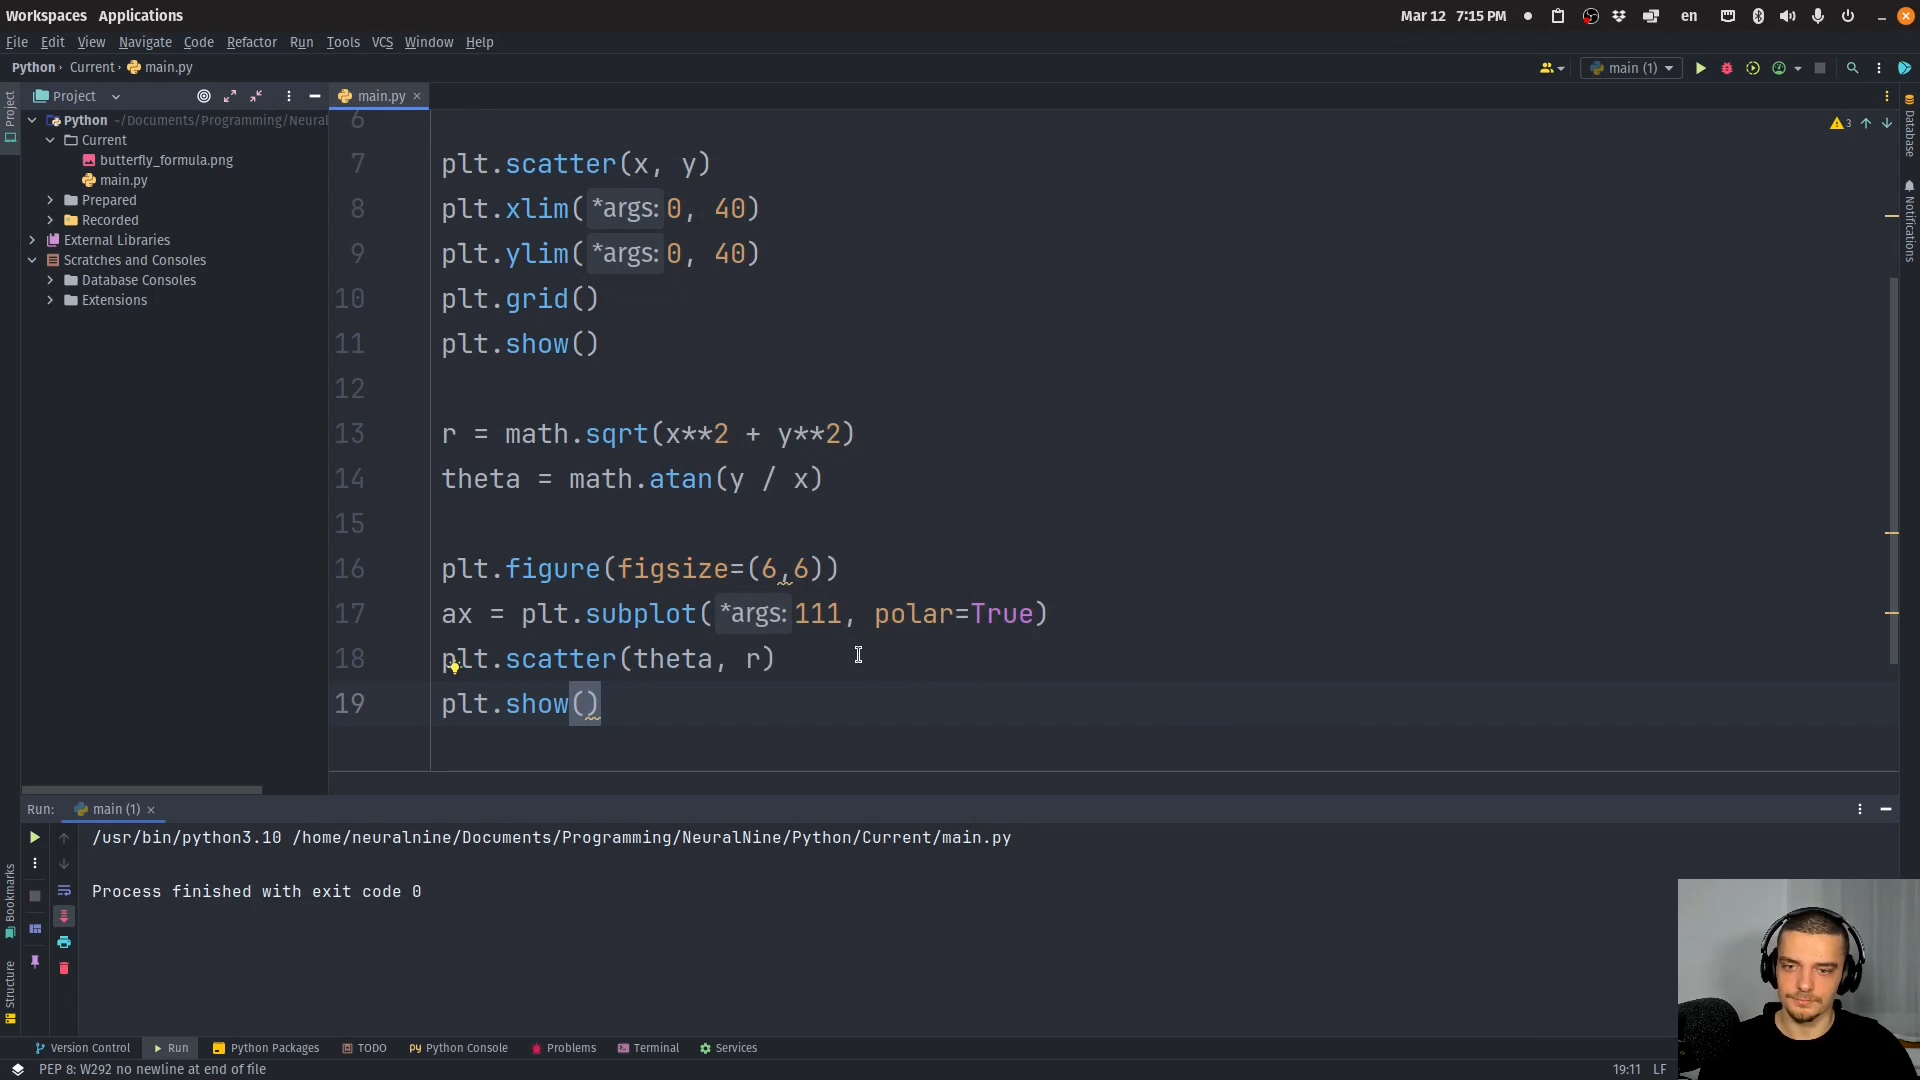 Workspaces Applications
Mar 12 7:15 PM
en
File Edit View Navigate Code Refactor Run Tools VCS Window Help
Python Current main.py
main (1)
Project
main.py
Python ~/Documents/Programming/Neural
Current
butterfly_formula.png
main.py
Prepared
Recorded
External Libraries
Scratches and Consoles
Database Consoles
Extensions
Project
Database
Notifications
3
6
7 plt.scatter(x, y)
8 plt.xlim( *args: 0, 40)
9 plt.ylim( *args: 0, 40)
10 plt.grid()
11 plt.show()
12
13 r = math.sqrt(x**2 + y**2)
14 theta = math.atan(y / x)
15
16 plt.figure(figsize=(6,6))
17 ax = plt.subplot( *args: 111, polar=True)
18 plt.scatter(theta, r)
19 plt.show()
Run: main (1)
/usr/bin/python3.10 /home/neuralnine/Documents/Programming/NeuralNine/Python/Current/main.py
Process finished with exit code 0
Bookmarks
Structure
Version Control Run Python Packages TODO Python Console Problems Terminal Services
PEP 8: W292 no newline at end of file
19:11 LF